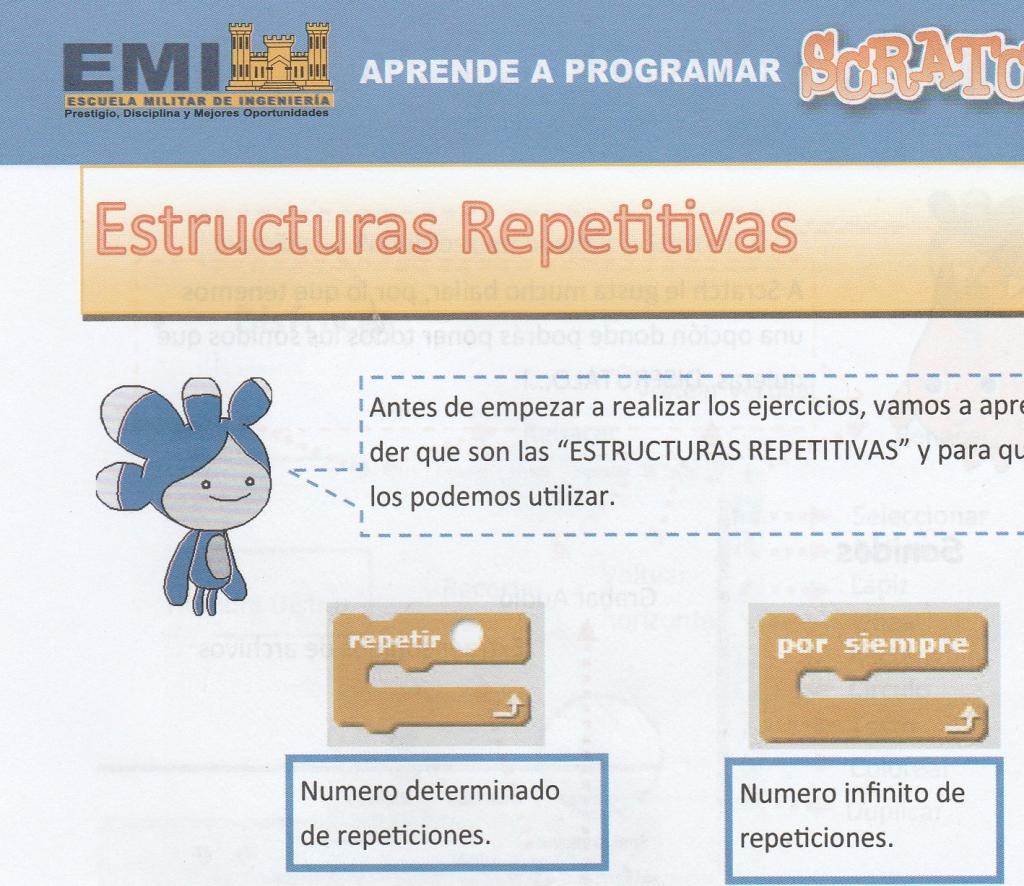 EMI
ESCUELA MILITAR DE INGENIERÍA
Prestigio, Disciplina y Mejores Oportunidades
APRENDE A PROGRAMAR
SCRATC
Estructuras Repetitivas
Antes de empezar a realizar los ejercicios, vamos a apre
der que son las “ESTRUCTURAS REPETITIVAS” y para qu
los podemos utilizar.
repetir
por siempre
Numero determinado
de repeticiones.
Numero infinito de
repeticiones.